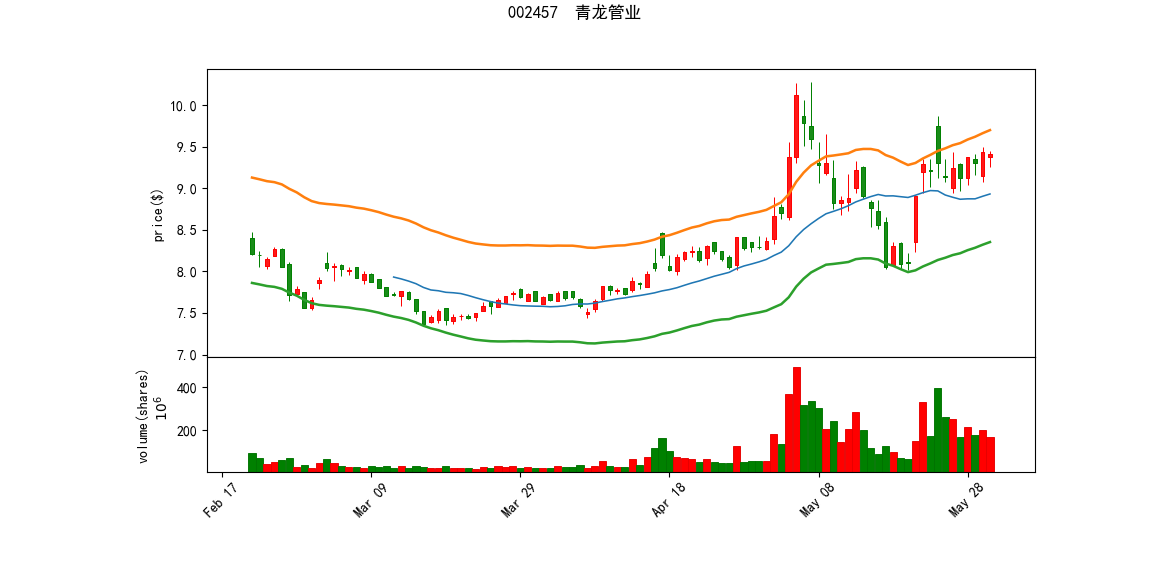 002457 青龙管业
10.0
9.5
9.0
8.5
8.0
7.5
7.0
price($)
400
200
volume(shares)
10^6
Feb 17
Mar 09
Mar 29
Apr 18
May 08
May 28